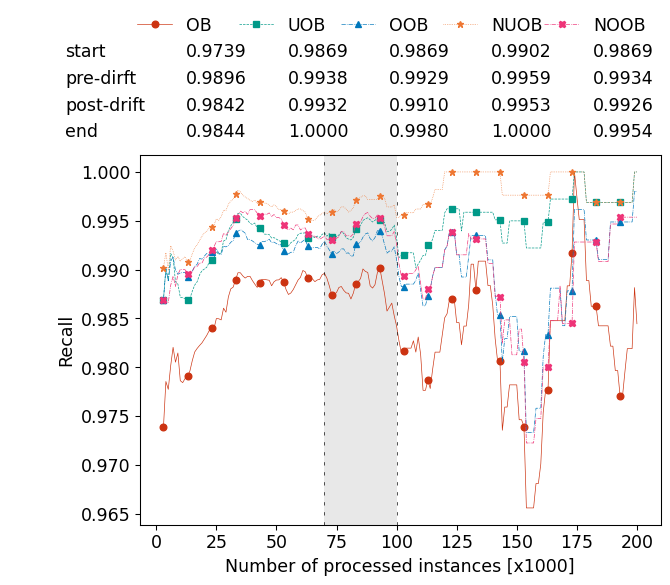 OB UOB OOB NUOB NOOB
start 0.9739 0.9869 0.9869 0.9902 0.9869
pre-dirft 0.9896 0.9938 0.9929 0.9959 0.9934
post-drift 0.9842 0.9932 0.9910 0.9953 0.9926
end 0.9844 1.0000 0.9980 1.0000 0.9954
1.000
0.995
0.990
0.985
0.980
0.975
0.970
0.965
Recall
0 25 50 75 100 125 150 175 200
Number of processed instances [x1000]